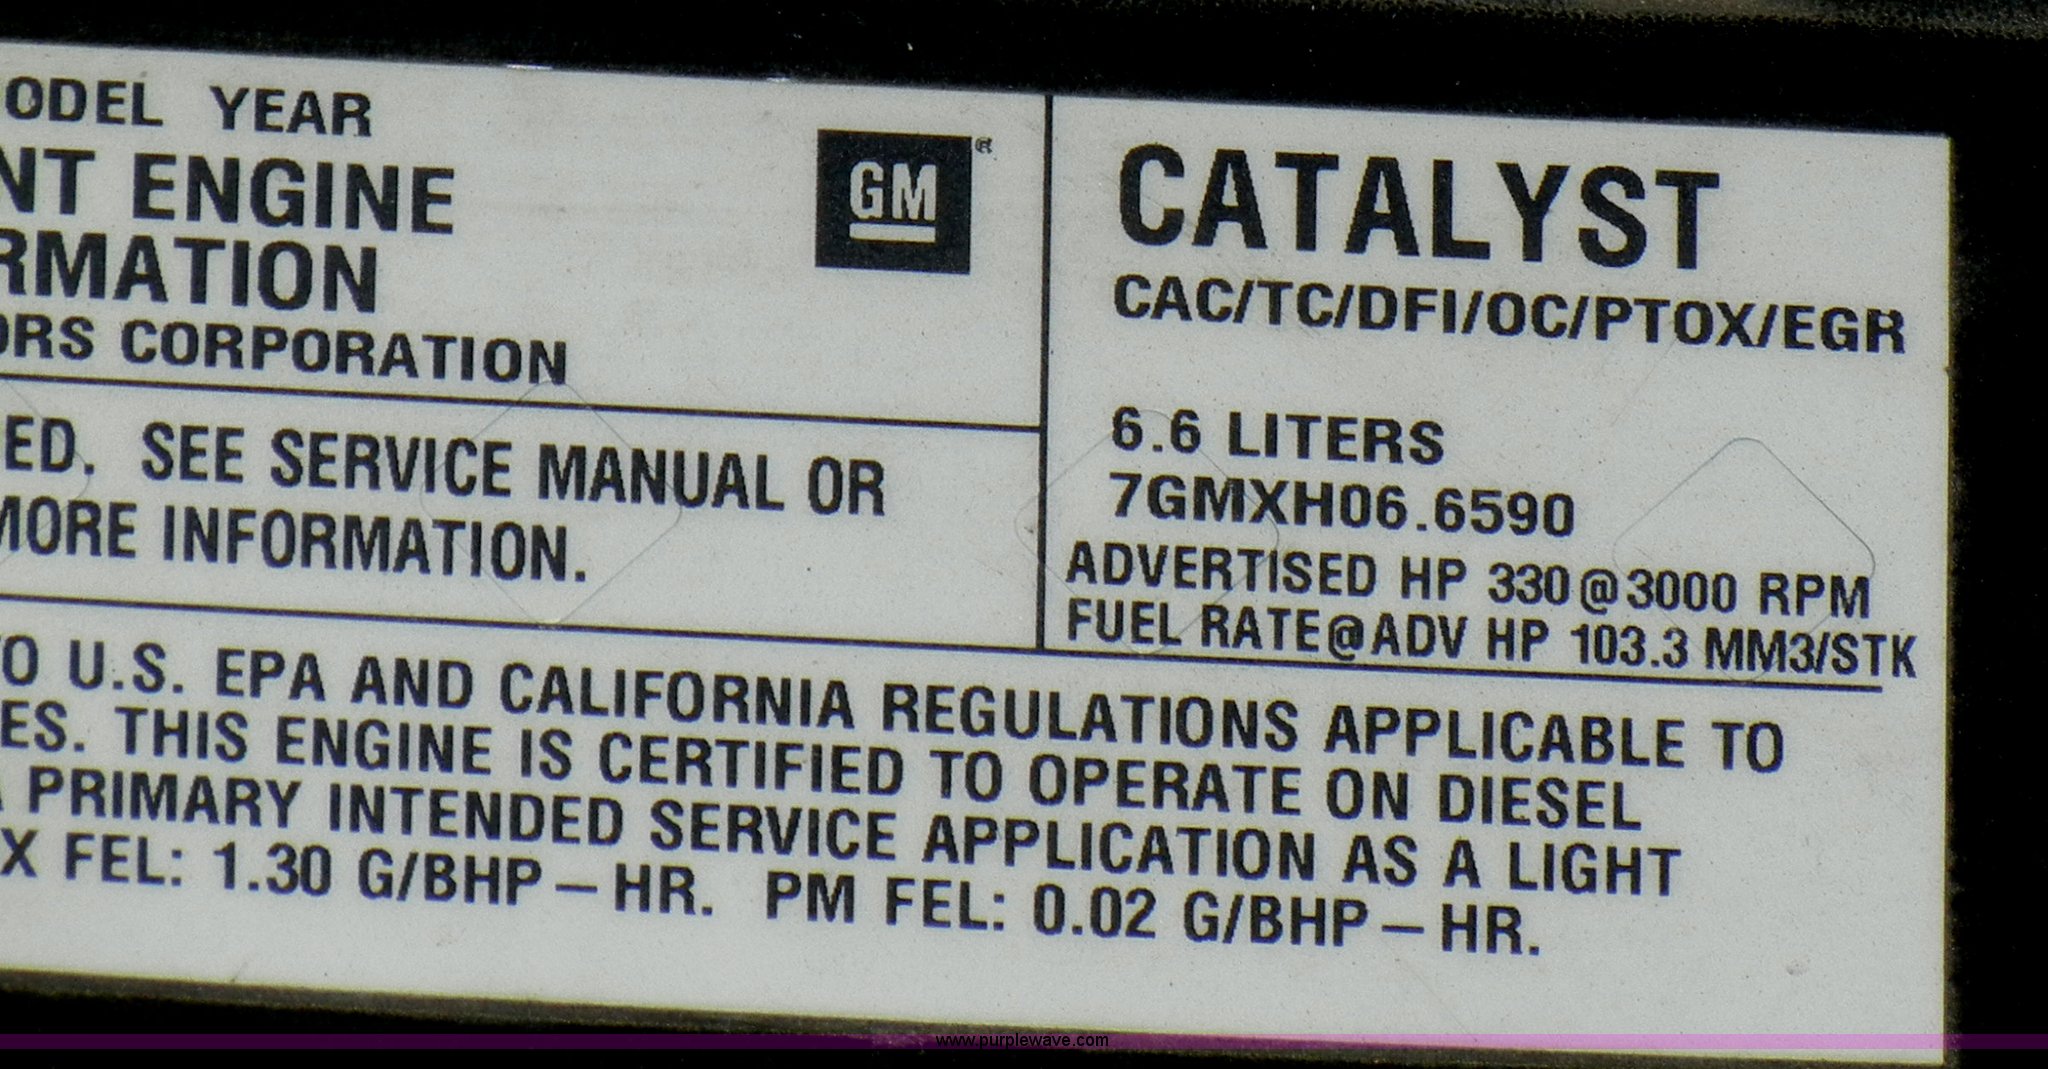 ODEL YEAR
NT ENGINE
RMATION
ORS CORPORATION
GM
®
CATALYST
CAC/TC/DFI/OC/PTOX/EGR
6.6 LITERS
7GMXH06.6590
ADVERTISED HP 330@3000 RPM
FUEL RATE@ADV HP 103.3 MM3/STK
ED. SEE SERVICE MANUAL OR
MORE INFORMATION.
TO U.S. EPA AND CALIFORNIA REGULATIONS APPLICABLE TO
ES. THIS ENGINE IS CERTIFIED TO OPERATE ON DIESEL
A PRIMARY INTENDED SERVICE APPLICATION AS A LIGHT
X FEL: 1.30 G/BHP–HR. PM FEL: 0.02 G/BHP–HR.
www.purplewave.com